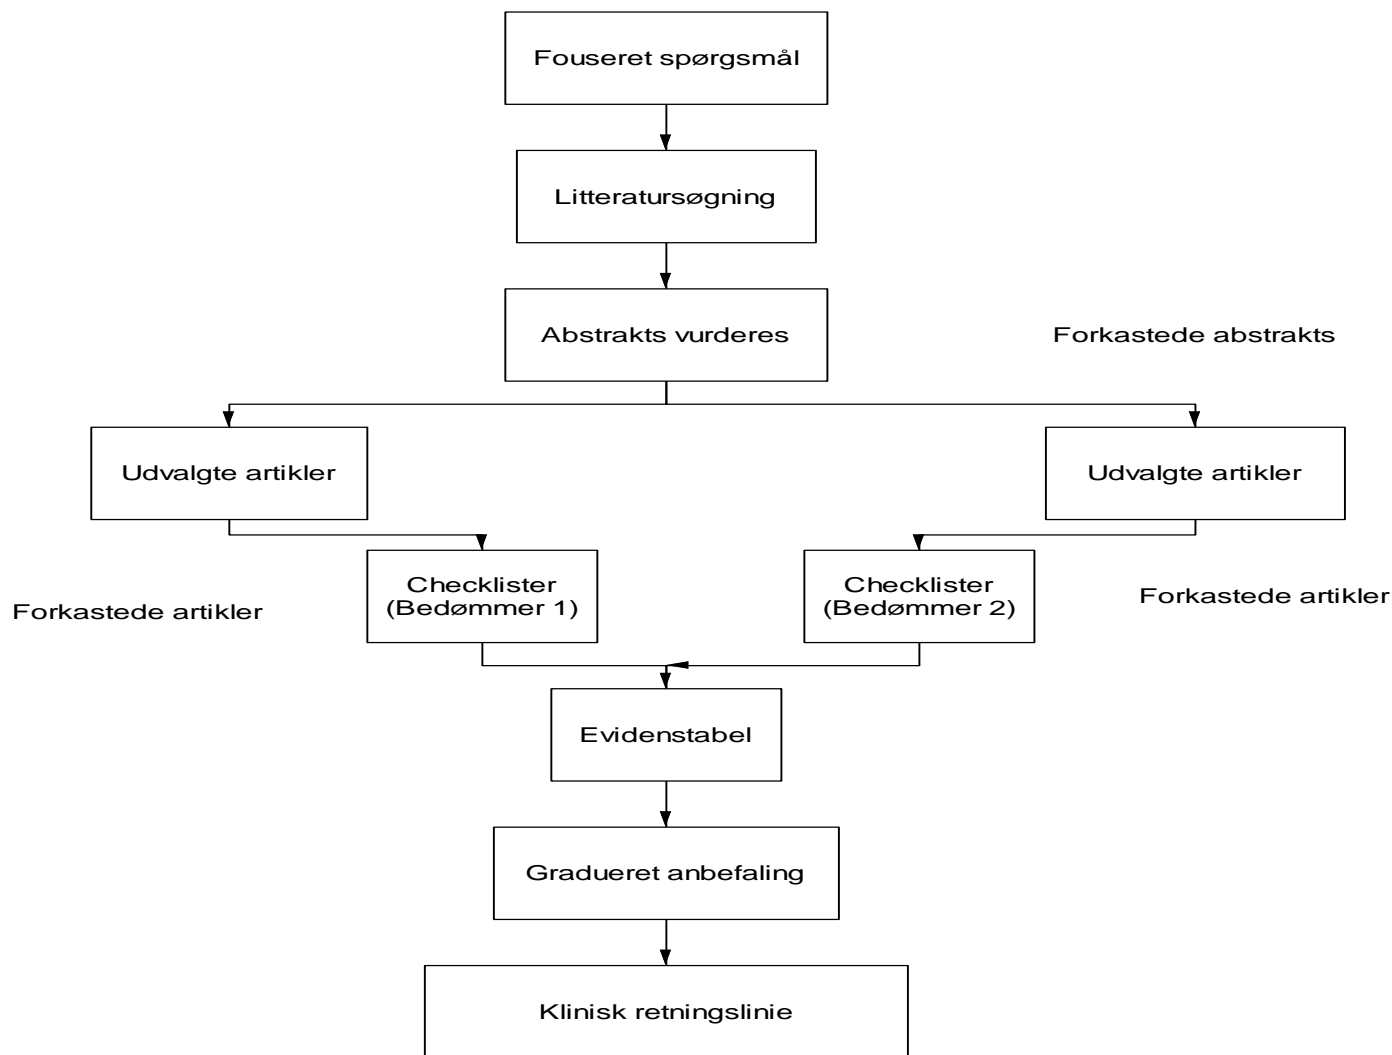 Fouseret spørgsmål
Litteratursøgning
Abstrakts vurderes
Forkastede abstrakts
Udvalgte artikler
Udvalgte artikler
Checklister
(Bedømmer 1)
Checklister
(Bedømmer 2)
Forkastede artikler
Forkastede artikler
Evidenstabel
Gradueret anbefaling
Klinisk retningslinie